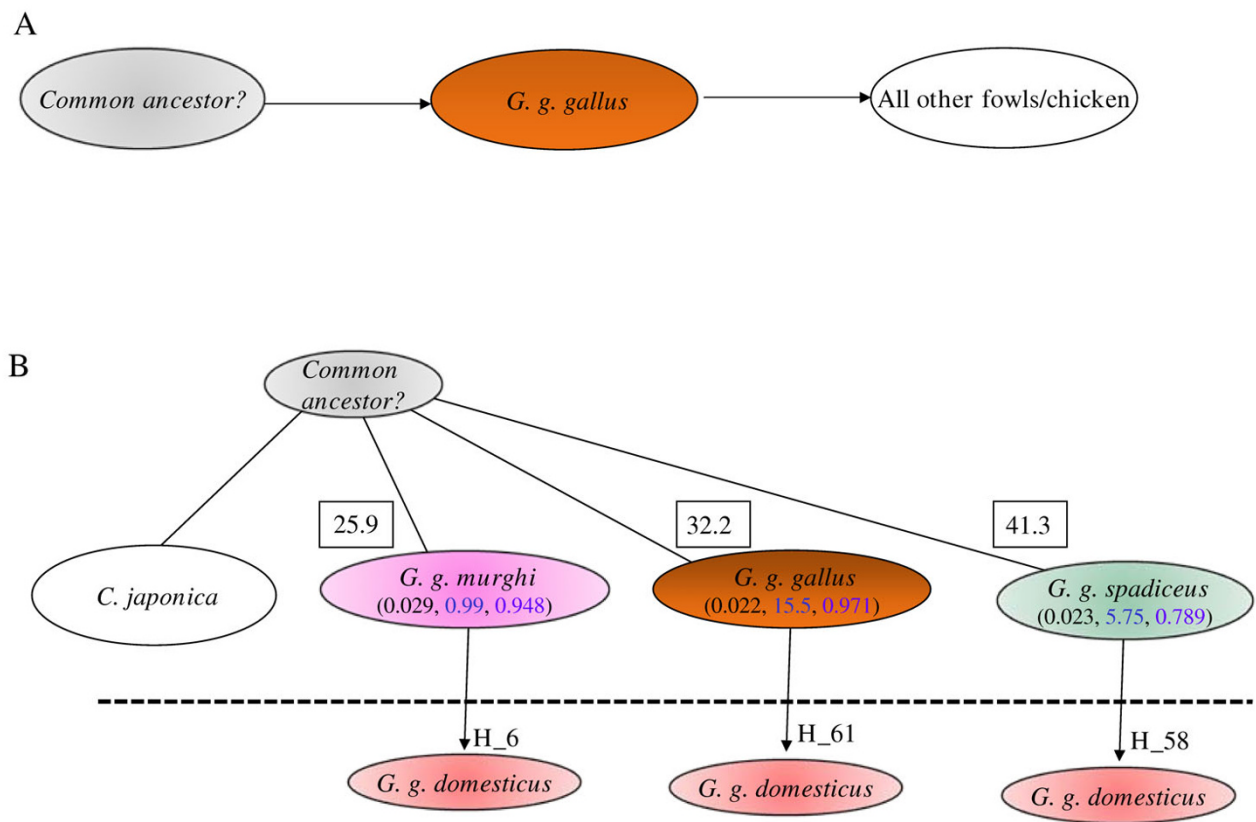 A
Common ancestor?
G. g. gallus
All other fowls/chicken
B
Common
ancestor?
25.9
32.2
41.3
C. japonica
G. g. murghi
(0.029, 0.99, 0.948)
G. g. gallus
(0.022, 15.5, 0.971)
G. g. spadiceus
(0.023, 5.75, 0.789)
H_6
H_61
H_58
G. g. domesticus
G. g. domesticus
G. g. domesticus